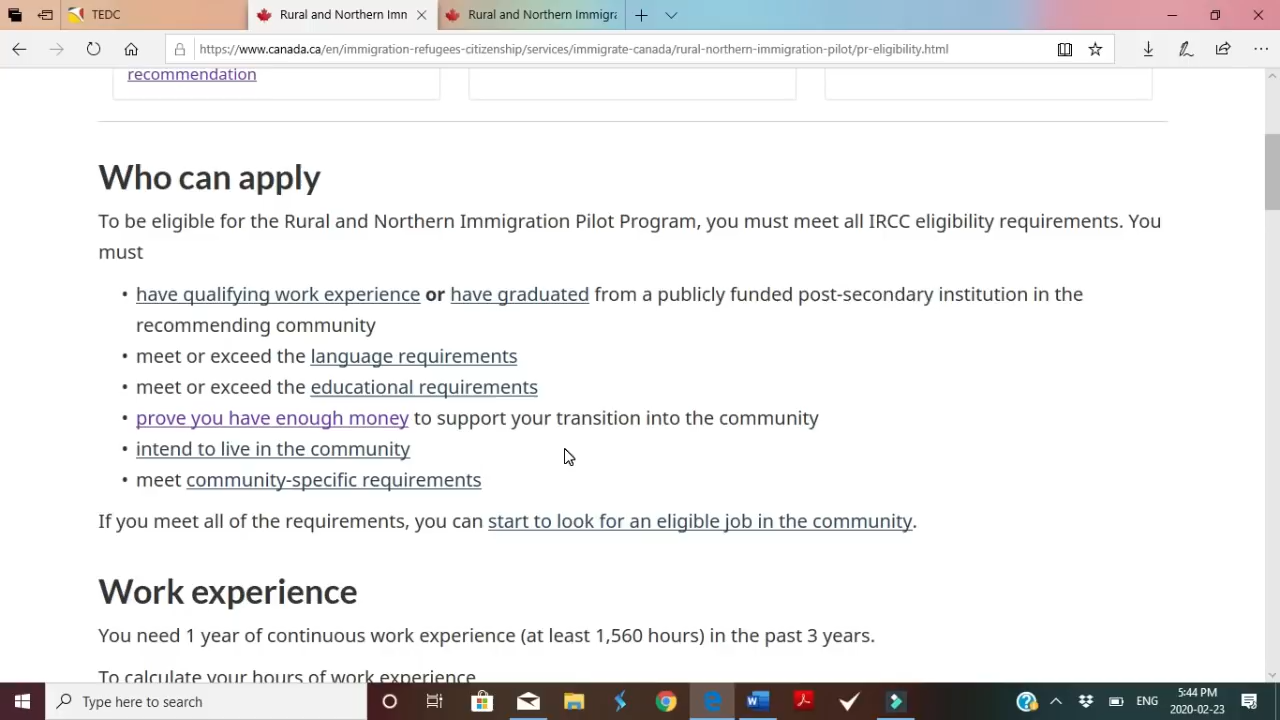 TEDC
Rural and Northern Imn
Rural and Northern Immigra
https://www.canada.ca/en/immigration-refugees-citizenship/services/immigrate-canada/rural-northern-immigration-pilot/pr-eligibility.html
recommendation
Who can apply
To be eligible for the Rural and Northern Immigration Pilot Program, you must meet all IRCC eligibility requirements. You
must
• have qualifying work experience or have graduated from a publicly funded post-secondary institution in the
recommending community
• meet or exceed the language requirements
• meet or exceed the educational requirements
• prove you have enough money to support your transition into the community
• intend to live in the community
• meet community-specific requirements
If you meet all of the requirements, you can start to look for an eligible job in the community.
Work experience
You need 1 year of continuous work experience (at least 1,560 hours) in the past 3 years.
To calculate your hours of work experience
Type here to search
ENG
5:44 PM
2020-02-23